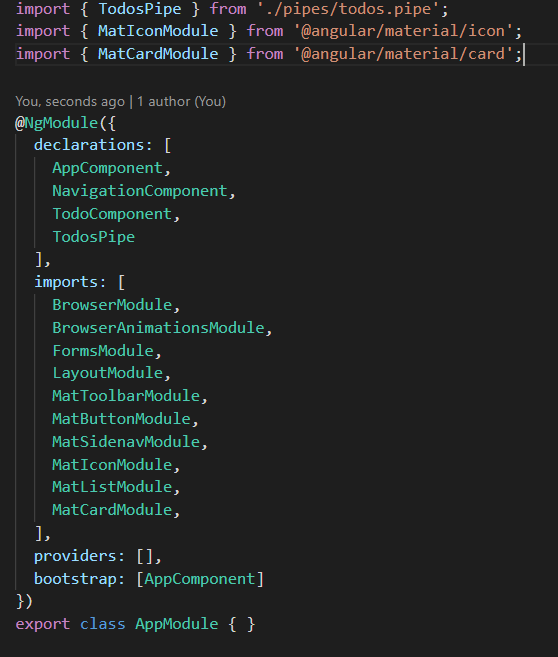 import { TodosPipe } from './pipes/todos.pipe';
import { MatIconModule } from '@angular/material/icon';
import { MatCardModule } from '@angular/material/card';
You, seconds ago | 1 author (You)
@NgModule({
declarations: [
AppComponent,
NavigationComponent,
TodoComponent,
TodosPipe
],
imports: [
BrowserModule,
BrowserAnimationsModule,
FormsModule,
LayoutModule,
MatToolbarModule,
MatButtonModule,
MatSidenavModule,
MatIconModule,
MatListModule,
MatCardModule,
],
providers: [],
bootstrap: [AppComponent]
})
export class AppModule { }